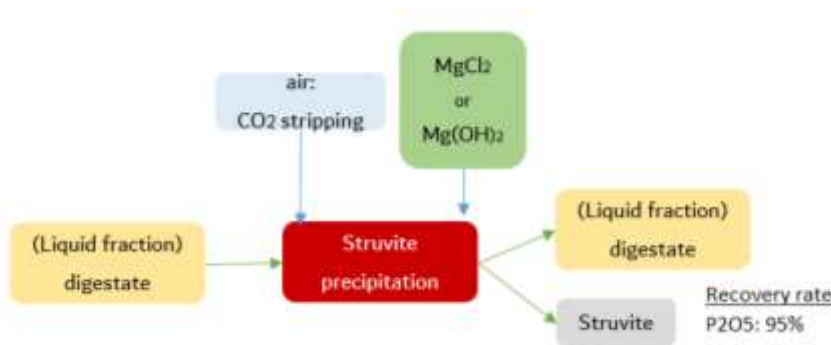 air:
CO2 stripping
MgCl2
or
Mg(OH)2
(Liquid fraction)
digestate
Struvite
precipitation
(Liquid fraction)
digestate
Struvite
Recovery rate
P2O5: 95%